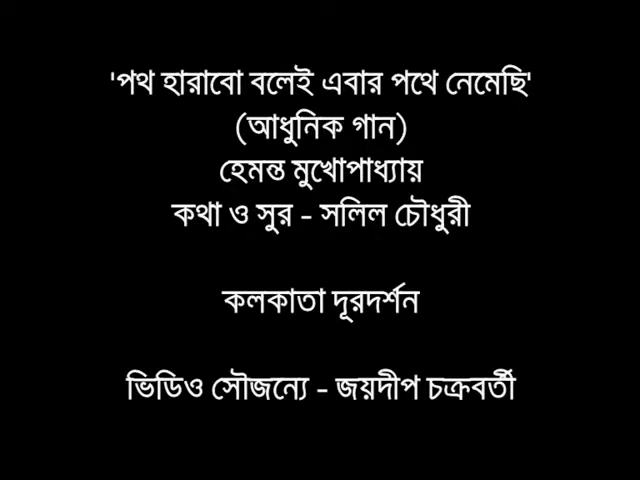 'পথ হারাবো বলেই এবার পথে নেমেছি'
(আধুনিক গান)
হেমন্ত মুখোপাধ্যায়
কথা ও সুর - সলিল চৌধুরী
কলকাতা দূরদর্শন
ভিডিও সৌজন্যে - জয়দীপ চক্রবর্তী